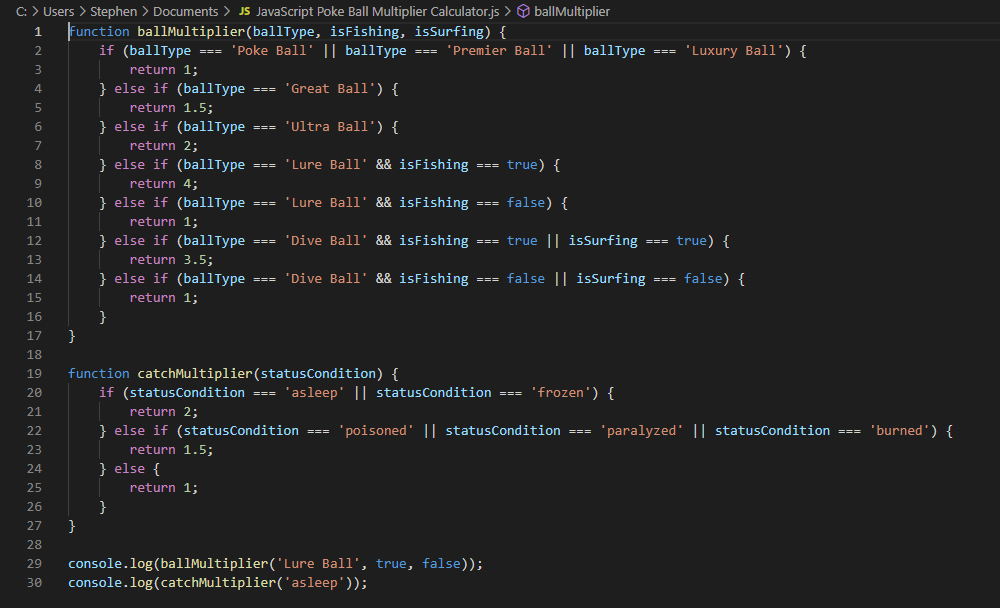 C: > Users > Stephen > Documents > JS JavaScript Poke Ball Multiplier Calculator.js > ballMultiplier
1 function ballMultiplier(ballType, isFishing, isSurfing) {
2     if (ballType === 'Poke Ball' || ballType === 'Premier Ball' || ballType === 'Luxury Ball') {
3         return 1;
4     } else if (ballType === 'Great Ball') {
5         return 1.5;
6     } else if (ballType === 'Ultra Ball') {
7         return 2;
8     } else if (ballType === 'Lure Ball' && isFishing === true) {
9         return 4;
10     } else if (ballType === 'Lure Ball' && isFishing === false) {
11         return 1;
12     } else if (ballType === 'Dive Ball' && isFishing === true || isSurfing === true) {
13         return 3.5;
14     } else if (ballType === 'Dive Ball' && isFishing === false || isSurfing === false) {
15         return 1;
16     }
17 }
18
19 function catchMultiplier(statusCondition) {
20     if (statusCondition === 'asleep' || statusCondition === 'frozen') {
21         return 2;
22     } else if (statusCondition === 'poisoned' || statusCondition === 'paralyzed' || statusCondition === 'burned') {
23         return 1.5;
24     } else {
25         return 1;
26     }
27 }
28
29 console.log(ballMultiplier('Lure Ball', true, false));
30 console.log(catchMultiplier('asleep'));